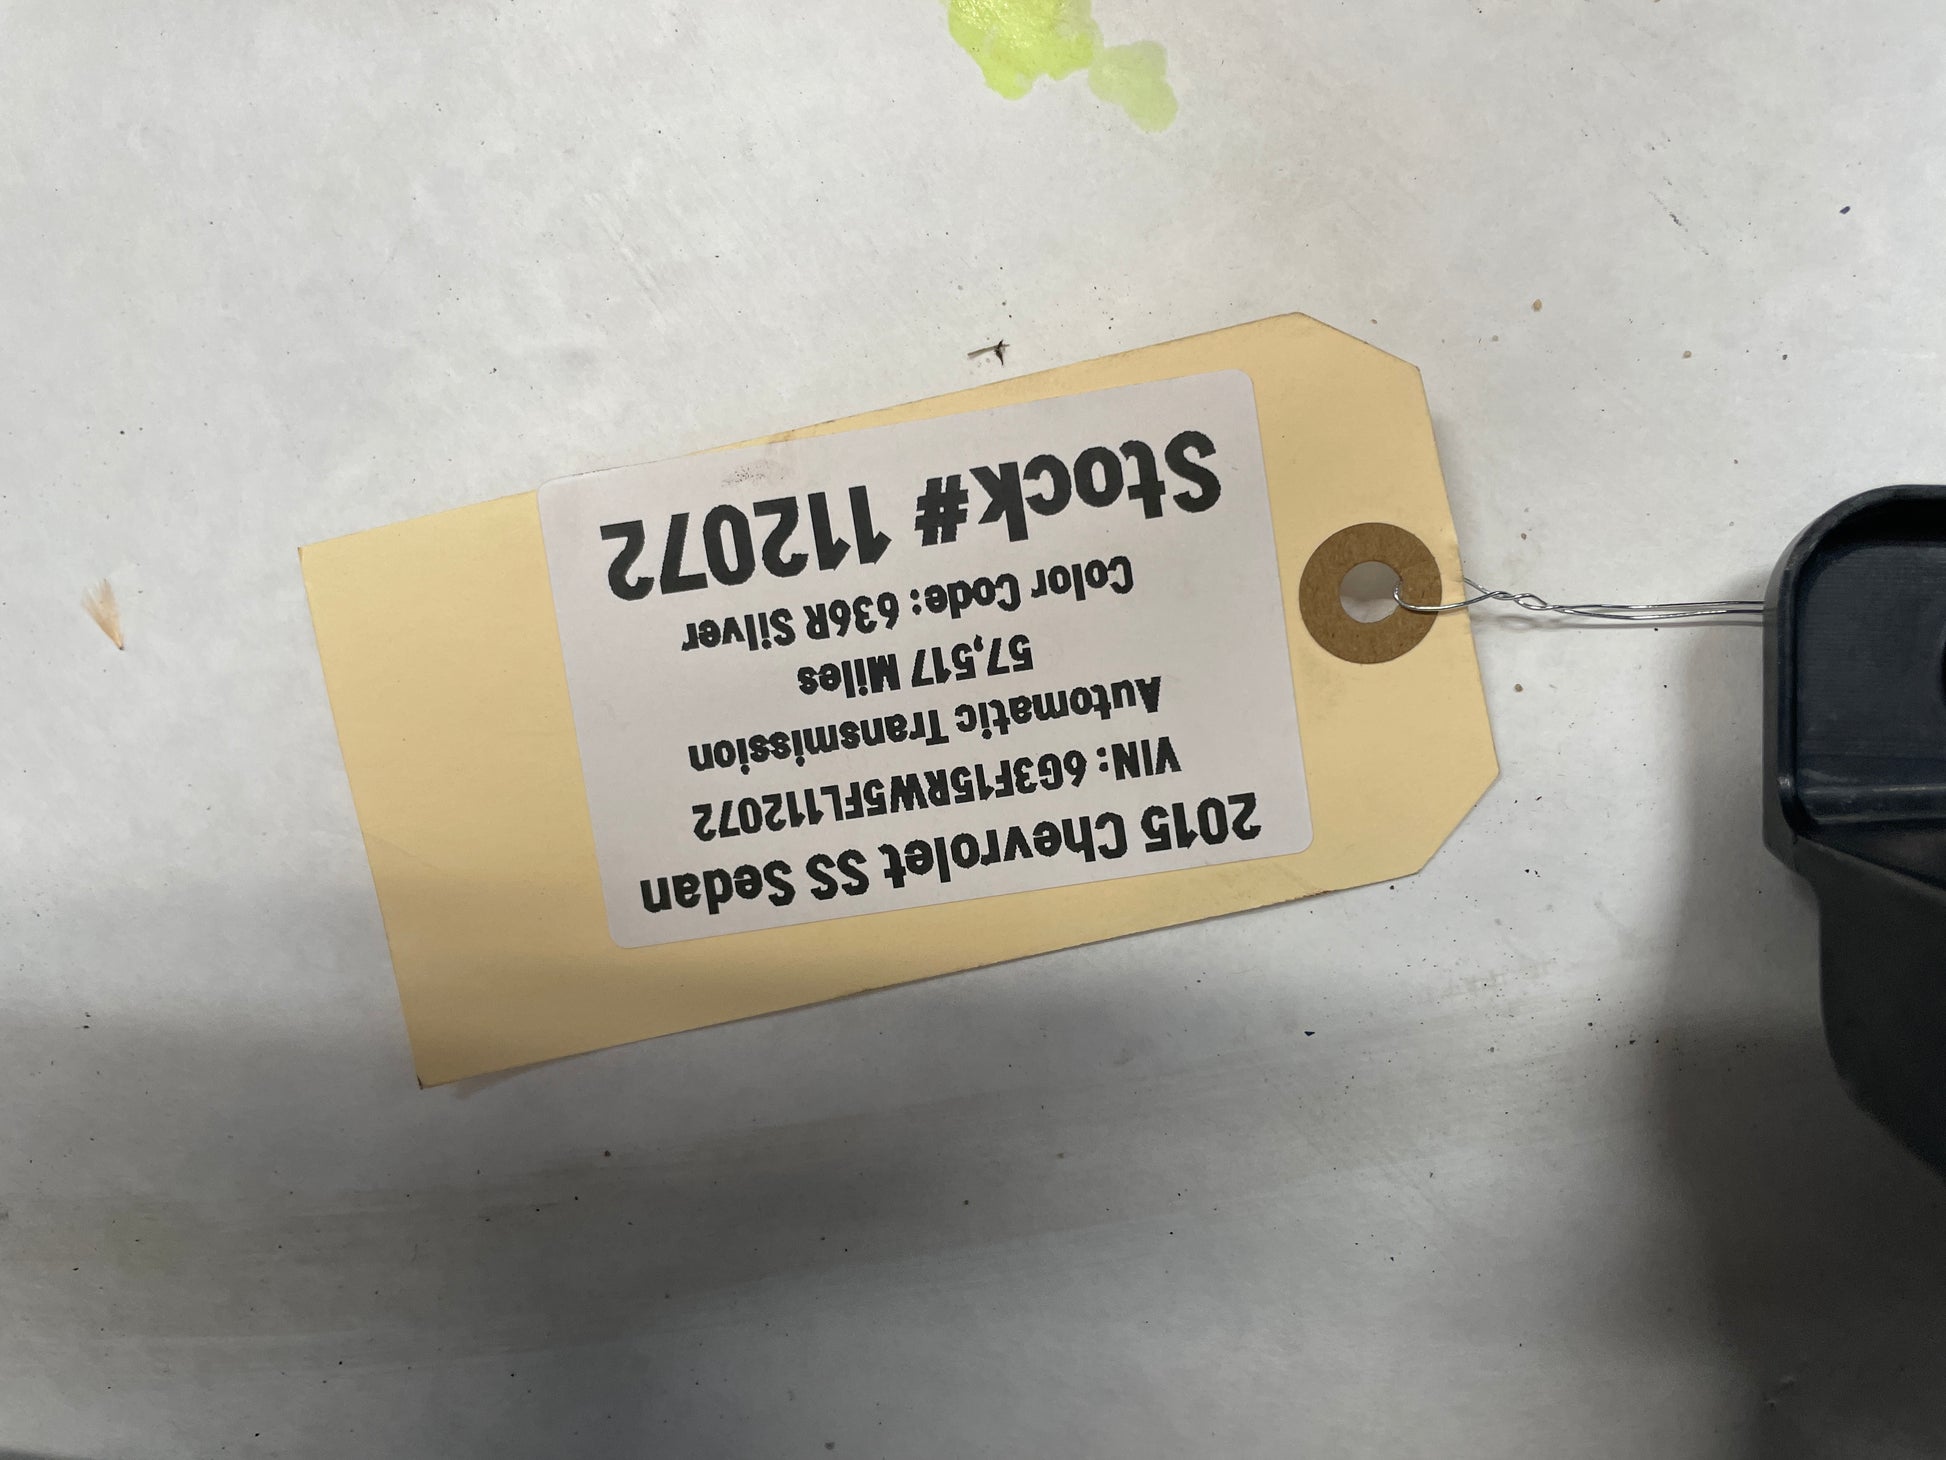 2015 Chevrolet SS Sedan
VIN: 6G3F15RW5FL112072
Automatic Transmission
57,517 Miles
Color Code: 636R Silver
Stock# 112072